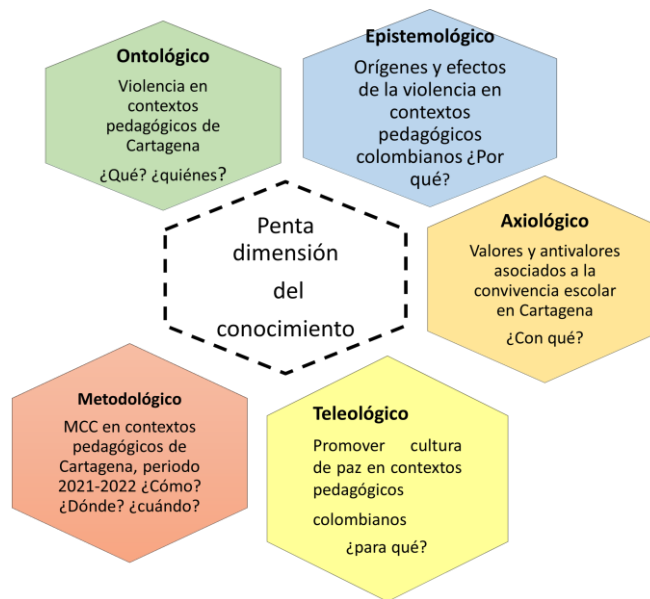 Ontológico
Violencia en
contextos
pedagógicos de
Cartagena
¿Qué? ¿quiénes?
Epistemológico
Orígenes y efectos
de la violencia en
contextos
pedagógicos
colombianos ¿Por
qué?
Penta
dimensión
del
conocimiento
Axiológico
Valores y antivalores
asociados a la
convivencia escolar
en Cartagena
¿Con qué?
Metodológico
MCC en contextos
pedagógicos de
Cartagena, periodo
2021-2022 ¿Cómo?
¿Dónde? ¿cuándo?
Teleológico
Promover cultura
de paz en contextos
pedagógicos
colombianos
¿para qué?